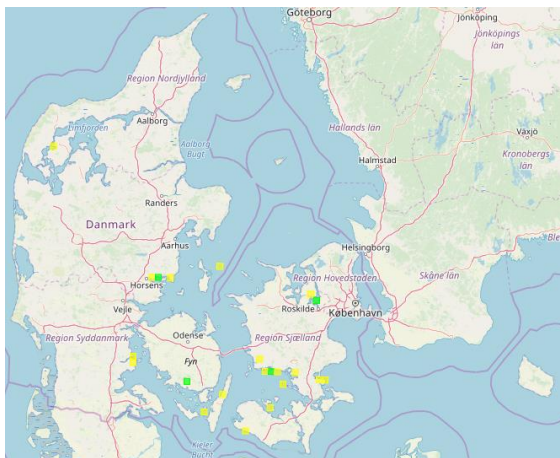 Göteborg
Jönköping
Jönköpings
län
Region Nordjylland
Limfjorden
Aalborg
Aalborg
Bugt
Hallands län
Växjö
Kronobergs
län
Halmstad
Randers
Danmark
Aarhus
Helsingborg
Skåne län
Horsens
Region Hovedstaden
Vejle
Roskilde
København
Region Syddanmark
Odense
Region Sjælland
Fyn
Kieler
Bucht